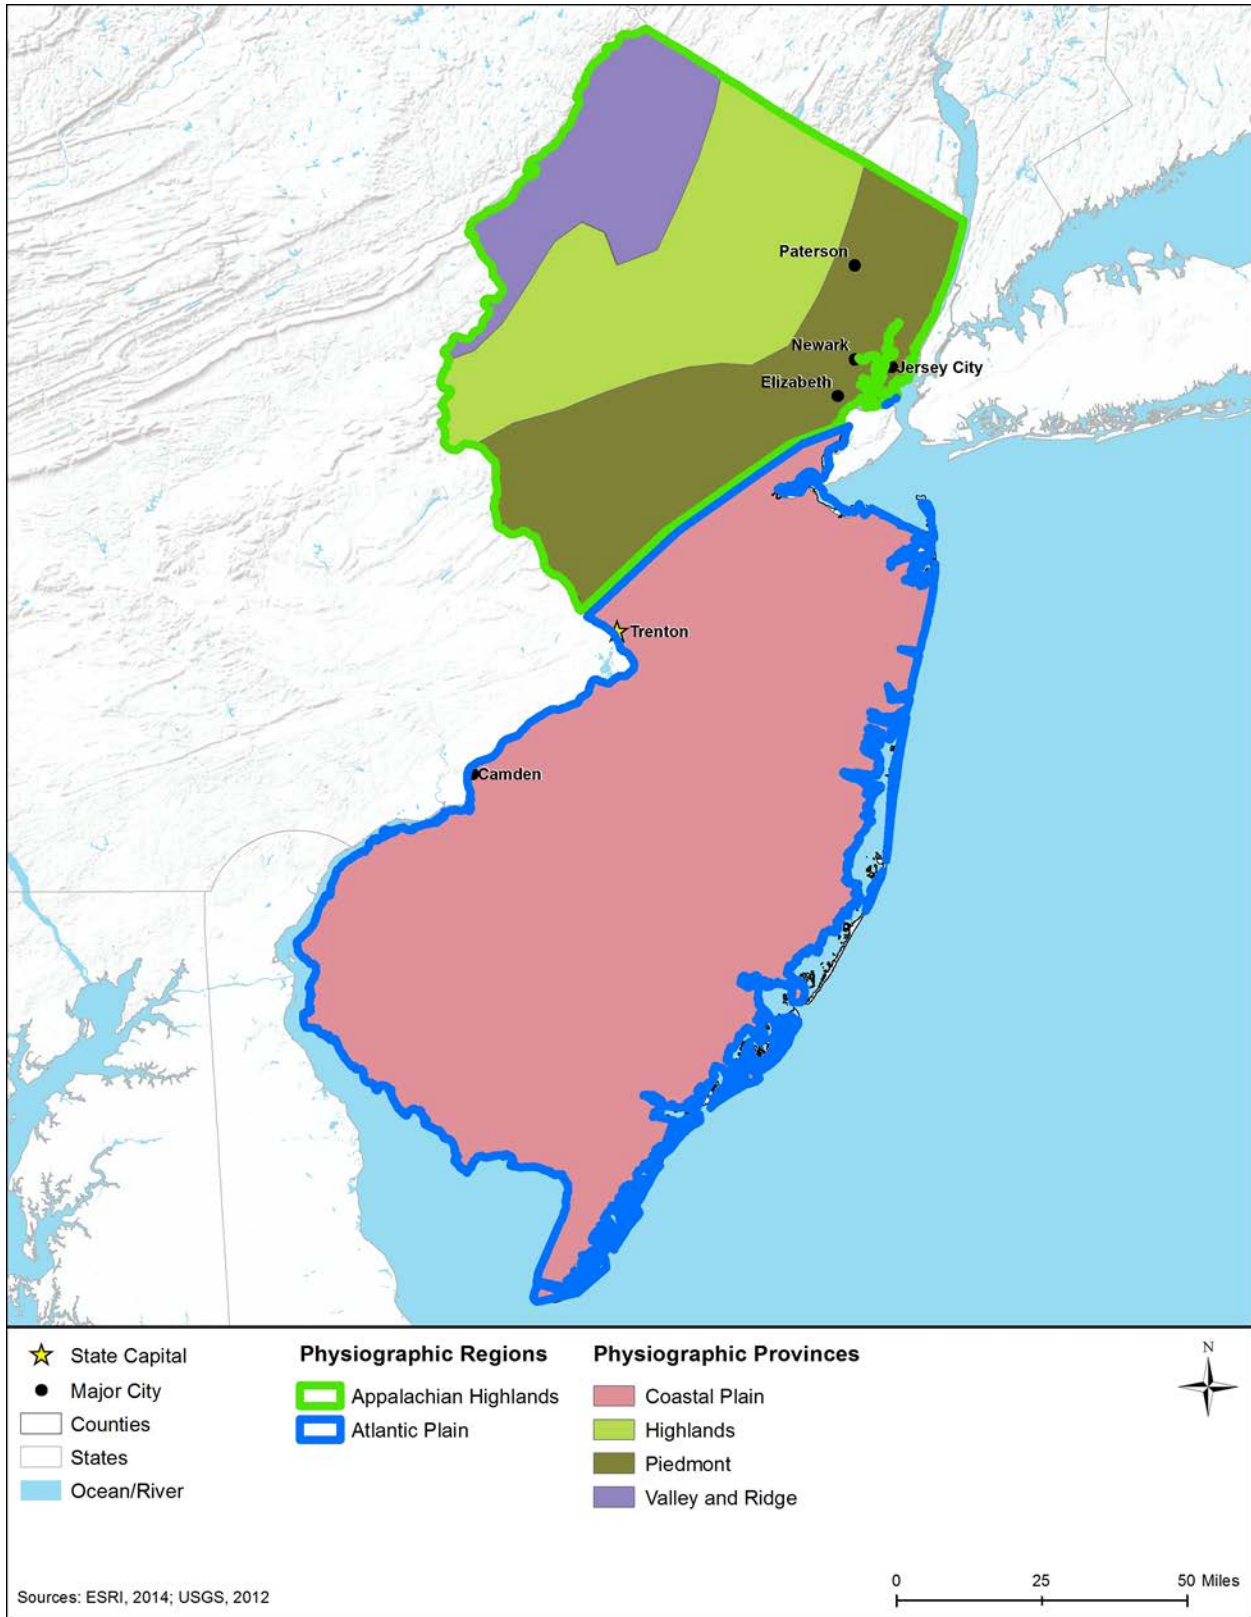 Paterson
Newark
Jersey City
Elizabeth
Trenton
Camden
State Capital
Major City
Counties
States
Ocean/River
Physiographic Regions
Appalachian Highlands
Atlantic Plain
Physiographic Provinces
Coastal Plain
Highlands
Piedmont
Valley and Ridge
N
Sources: ESRI, 2014; USGS, 2012
0 25 50 Miles